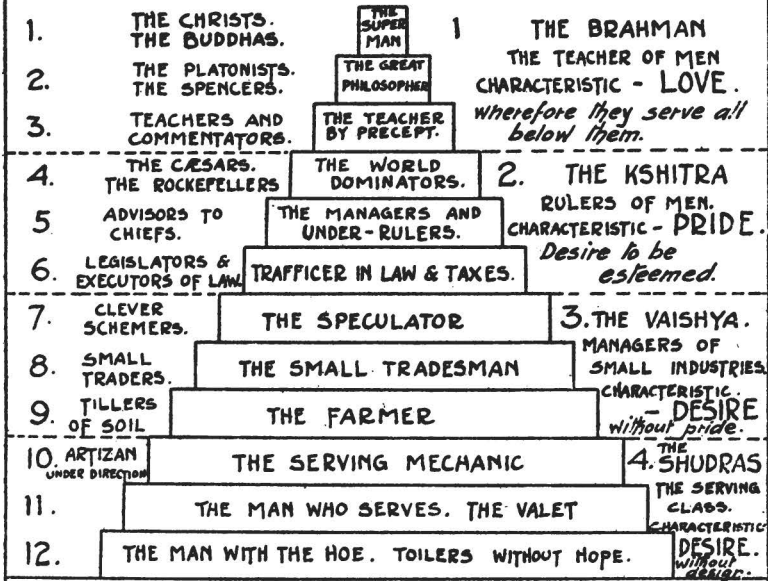 1.
THE CHRISTS.
THE BUDDHAS.
THE
SUPER
MAN
2.
THE PLATONISTS.
THE SPENCERS.
THE GREAT
PHILOSOPHER
3.
TEACHERS AND
COMMENTATORS.
THE TEACHER
BY PRECEPT.
1 THE BRAHMAN
THE TEACHER OF MEN
CHARACTERISTIC - LOVE.
wherefore they serve all
below them.
4.
THE CÆSARS.
THE ROCKEFELLERS
THE WORLD
DOMINATORS.
5
ADVISORS TO
CHIEFS.
THE MANAGERS AND
UNDER-RULERS.
6.
LEGISLATORS &
EXECUTORS OF LAW
TRAFFICER IN LAW & TAXES.
2. THE KSHITRA
RULERS OF MEN.
CHARACTERISTIC - PRIDE.
Desire to be
esteemed.
7.
CLEVER
SCHEMERS.
THE SPECULATOR
8.
SMALL
TRADERS.
THE SMALL TRADESMAN
9.
TILLERS
OF SOIL
THE FARMER
3. THE VAISHYA.
MANAGERS OF
SMALL INDUSTRIES
CHARACTERISTIC.
- DESIRE
without pride.
10.
ARTIZAN
UNDER DIRECTION
THE SERVING MECHANIC
11.
THE MAN WHO SERVES. THE VALET
12.
THE MAN WITH THE HOE. TOILERS WITHOUT HOPE.
4. THE
SHUDRAS
THE SERVING
CLASS.
CHARACTERISTIC
DESIRE.
without
design.